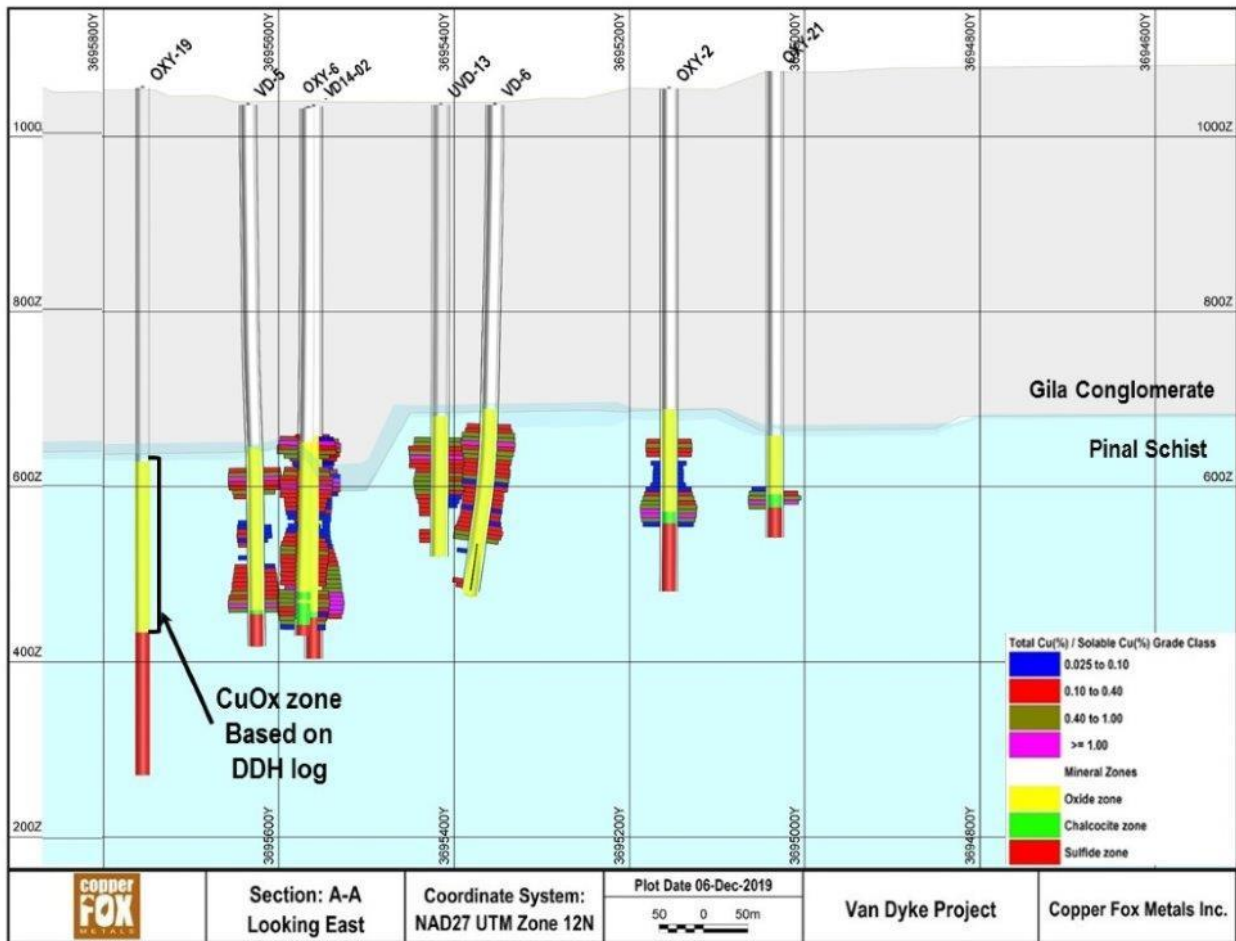 3695800Y
3695600Y
3695400Y
3695200Y
3695000Y
3694800Y
3694600Y
OXY-19
VD-5
OXY-6
VD14-02
UVD-13
VD-6
OXY-2
OXY-21
1000Z
1000Z
800Z
800Z
Gila Conglomerate
Pinal Schist
600Z
600Z
400Z
CuOx zone
Based on
DDH log
Total Cu(%) / Solable Cu(%) Grade Class
0.025 to 0.10
0.10 to 0.40
0.40 to 1.00
>= 1.00
Mineral Zones
Oxide zone
Chalcocite zone
Sulfide zone
200Z
3695600Y
3695400Y
3695200Y
3695000Y
3694800Y
copper
FOX
METALS
Section: A-A
Looking East
Coordinate System:
NAD27 UTM Zone 12N
Plot Date 06-Dec-2019
50 0 50m
Van Dyke Project
Copper Fox Metals Inc.